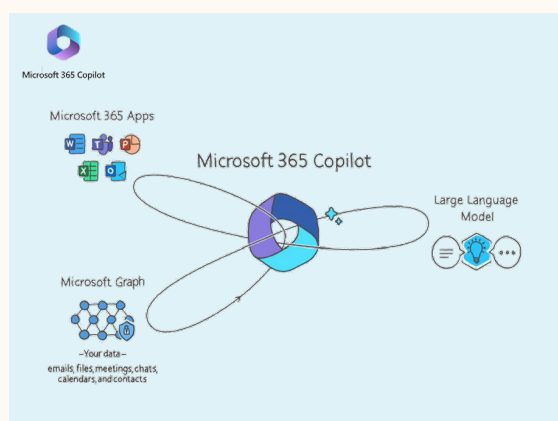 Microsoft 365 Copilot
Microsoft 365 Apps
W
T
P
X
O
Microsoft 365 Copilot
Large Language
Model
Microsoft Graph
–Your data–
emails, files, meetings, chats,
calendars, and contacts